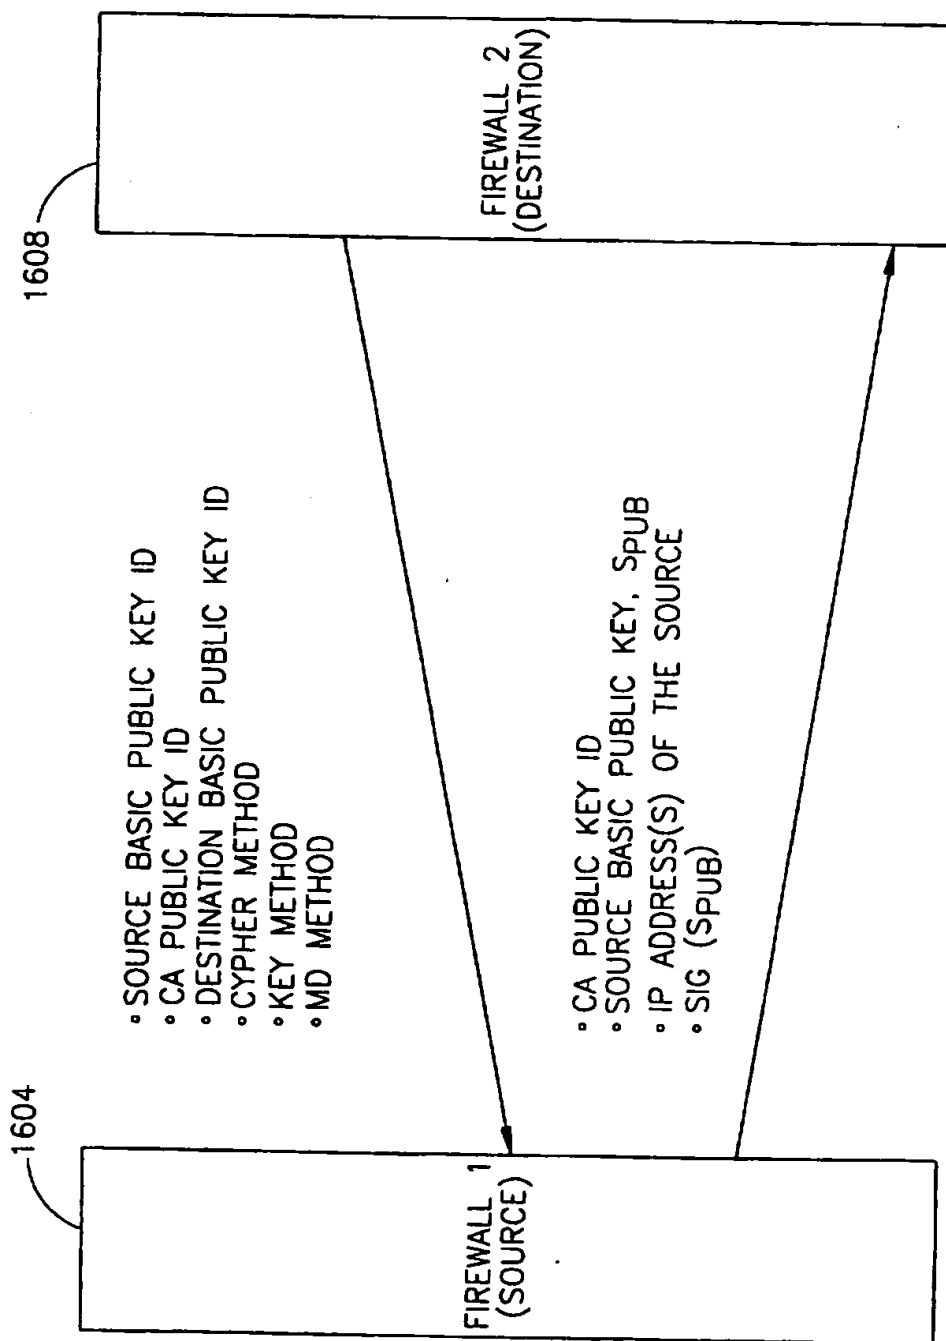 1604
FIREWALL 1
(SOURCE)
• SOURCE BASIC PUBLIC KEY ID
• CA PUBLIC KEY ID
• DESTINATION BASIC PUBLIC KEY ID
• CYPHER METHOD
• KEY METHOD
• MD METHOD
• CA PUBLIC KEY ID
• SOURCE BASIC PUBLIC KEY, SPUB
• IP ADDRESS(S) OF THE SOURCE
• SIG (SPUB)
1608
FIREWALL 2
(DESTINATION)